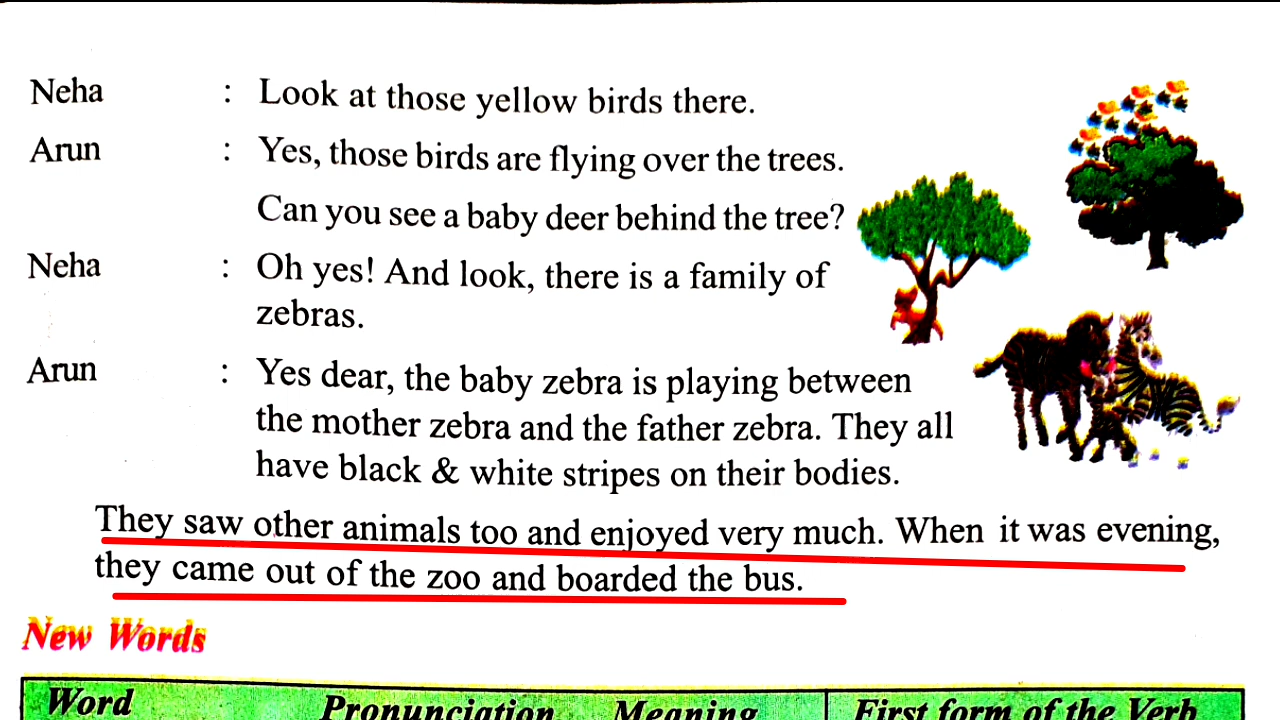 Neha : Look at those yellow birds there.
Arun : Yes, those birds are flying over the trees.
Can you see a baby deer behind the tree?
Neha : Oh yes! And look, there is a family of
zebras.
Arun : Yes dear, the baby zebra is playing between
the mother zebra and the father zebra. They all
have black & white stripes on their bodies.
They saw other animals too and enjoyed very much. When it was evening,
they came out of the zoo and boarded the bus.
New Words
Word Pronunciation Meaning First form of the Verb